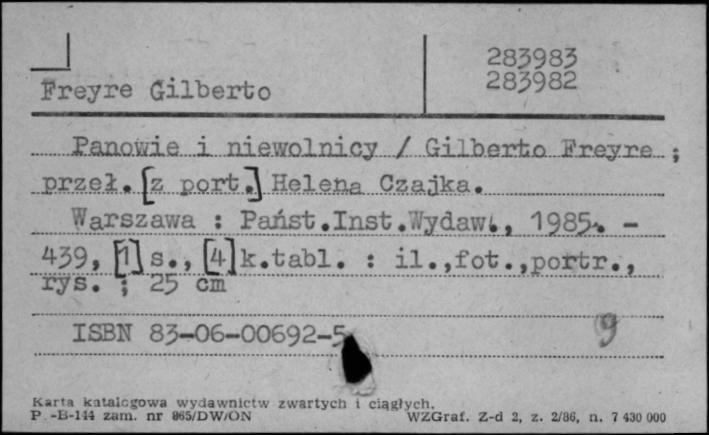 283983
283982
Freyre Gilberto
Panowie i niewolnicy / Gilberto Freyre ;
przeł. [z port.] Helena Czajka.
Warszawa : Państ.Inst.Wydaw., 1985. -
439, [1] s., [4] k.tabl. : il.,fot.,portr.,
rys. ; 25 cm
ISBN 83-06-00692-5
9
Karta katalogowa wydawnictw zwartych i ciągłych.
P.-B-144 zam. nr 865/DW/ON WZGraf. Z-d 2, z. 2/86, n. 7 430 000